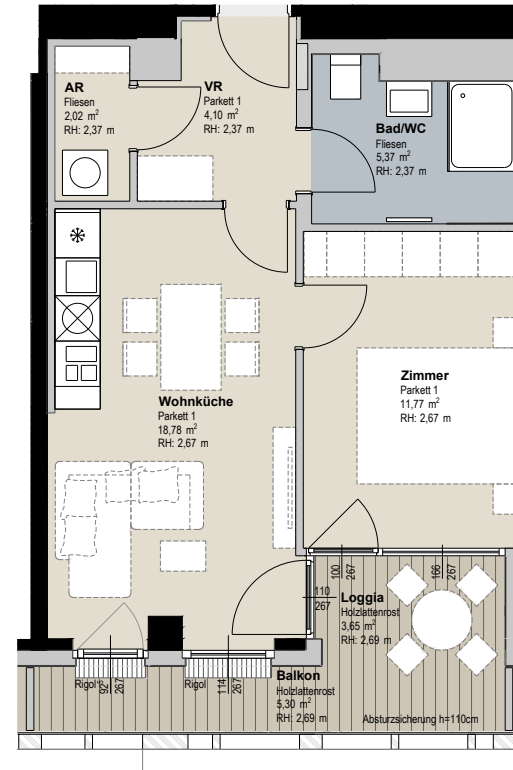 AR
Fliesen
2,02 m²
RH: 2,37 m
VR
Parkett 1
4,10 m²
RH: 2,37 m
Bad/WC
Fliesen
5,37 m²
RH: 2,37 m
Zimmer
Parkett 1
11,77 m²
RH: 2,67 m
Wohnküche
Parkett 1
18,78 m²
RH: 2,67 m
100
267
166
267
110
267
Loggia
Holzlattenrost
3,65 m²
RH: 2,69 m
Rigol
92
267
Rigol
114
267
Balkon
Holzlattenrost
5,30 m²
RH: 2,69 m
Absturzsicherung h=110cm